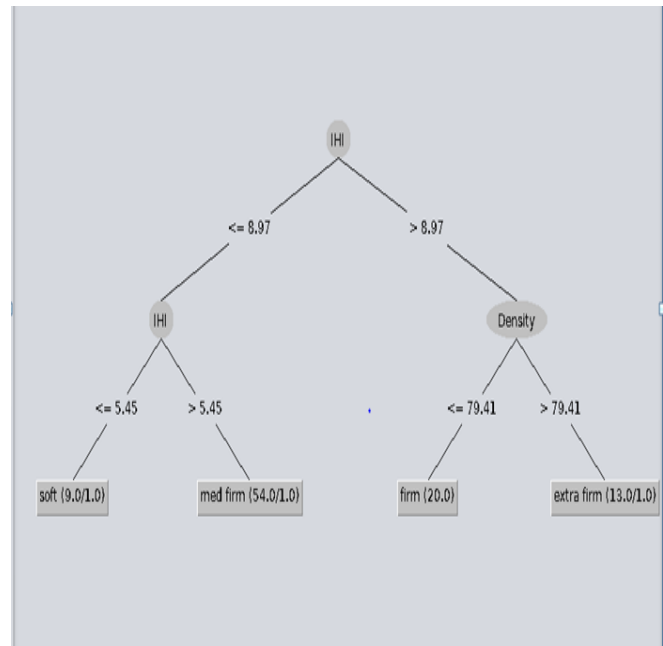 IHI
<= 8.97 > 8.97
IHI Density
<= 5.45 > 5.45 <= 79.41 > 79.41
soft (9.0/1.0) med firm (54.0/1.0) firm (20.0) extra firm (13.0/1.0)